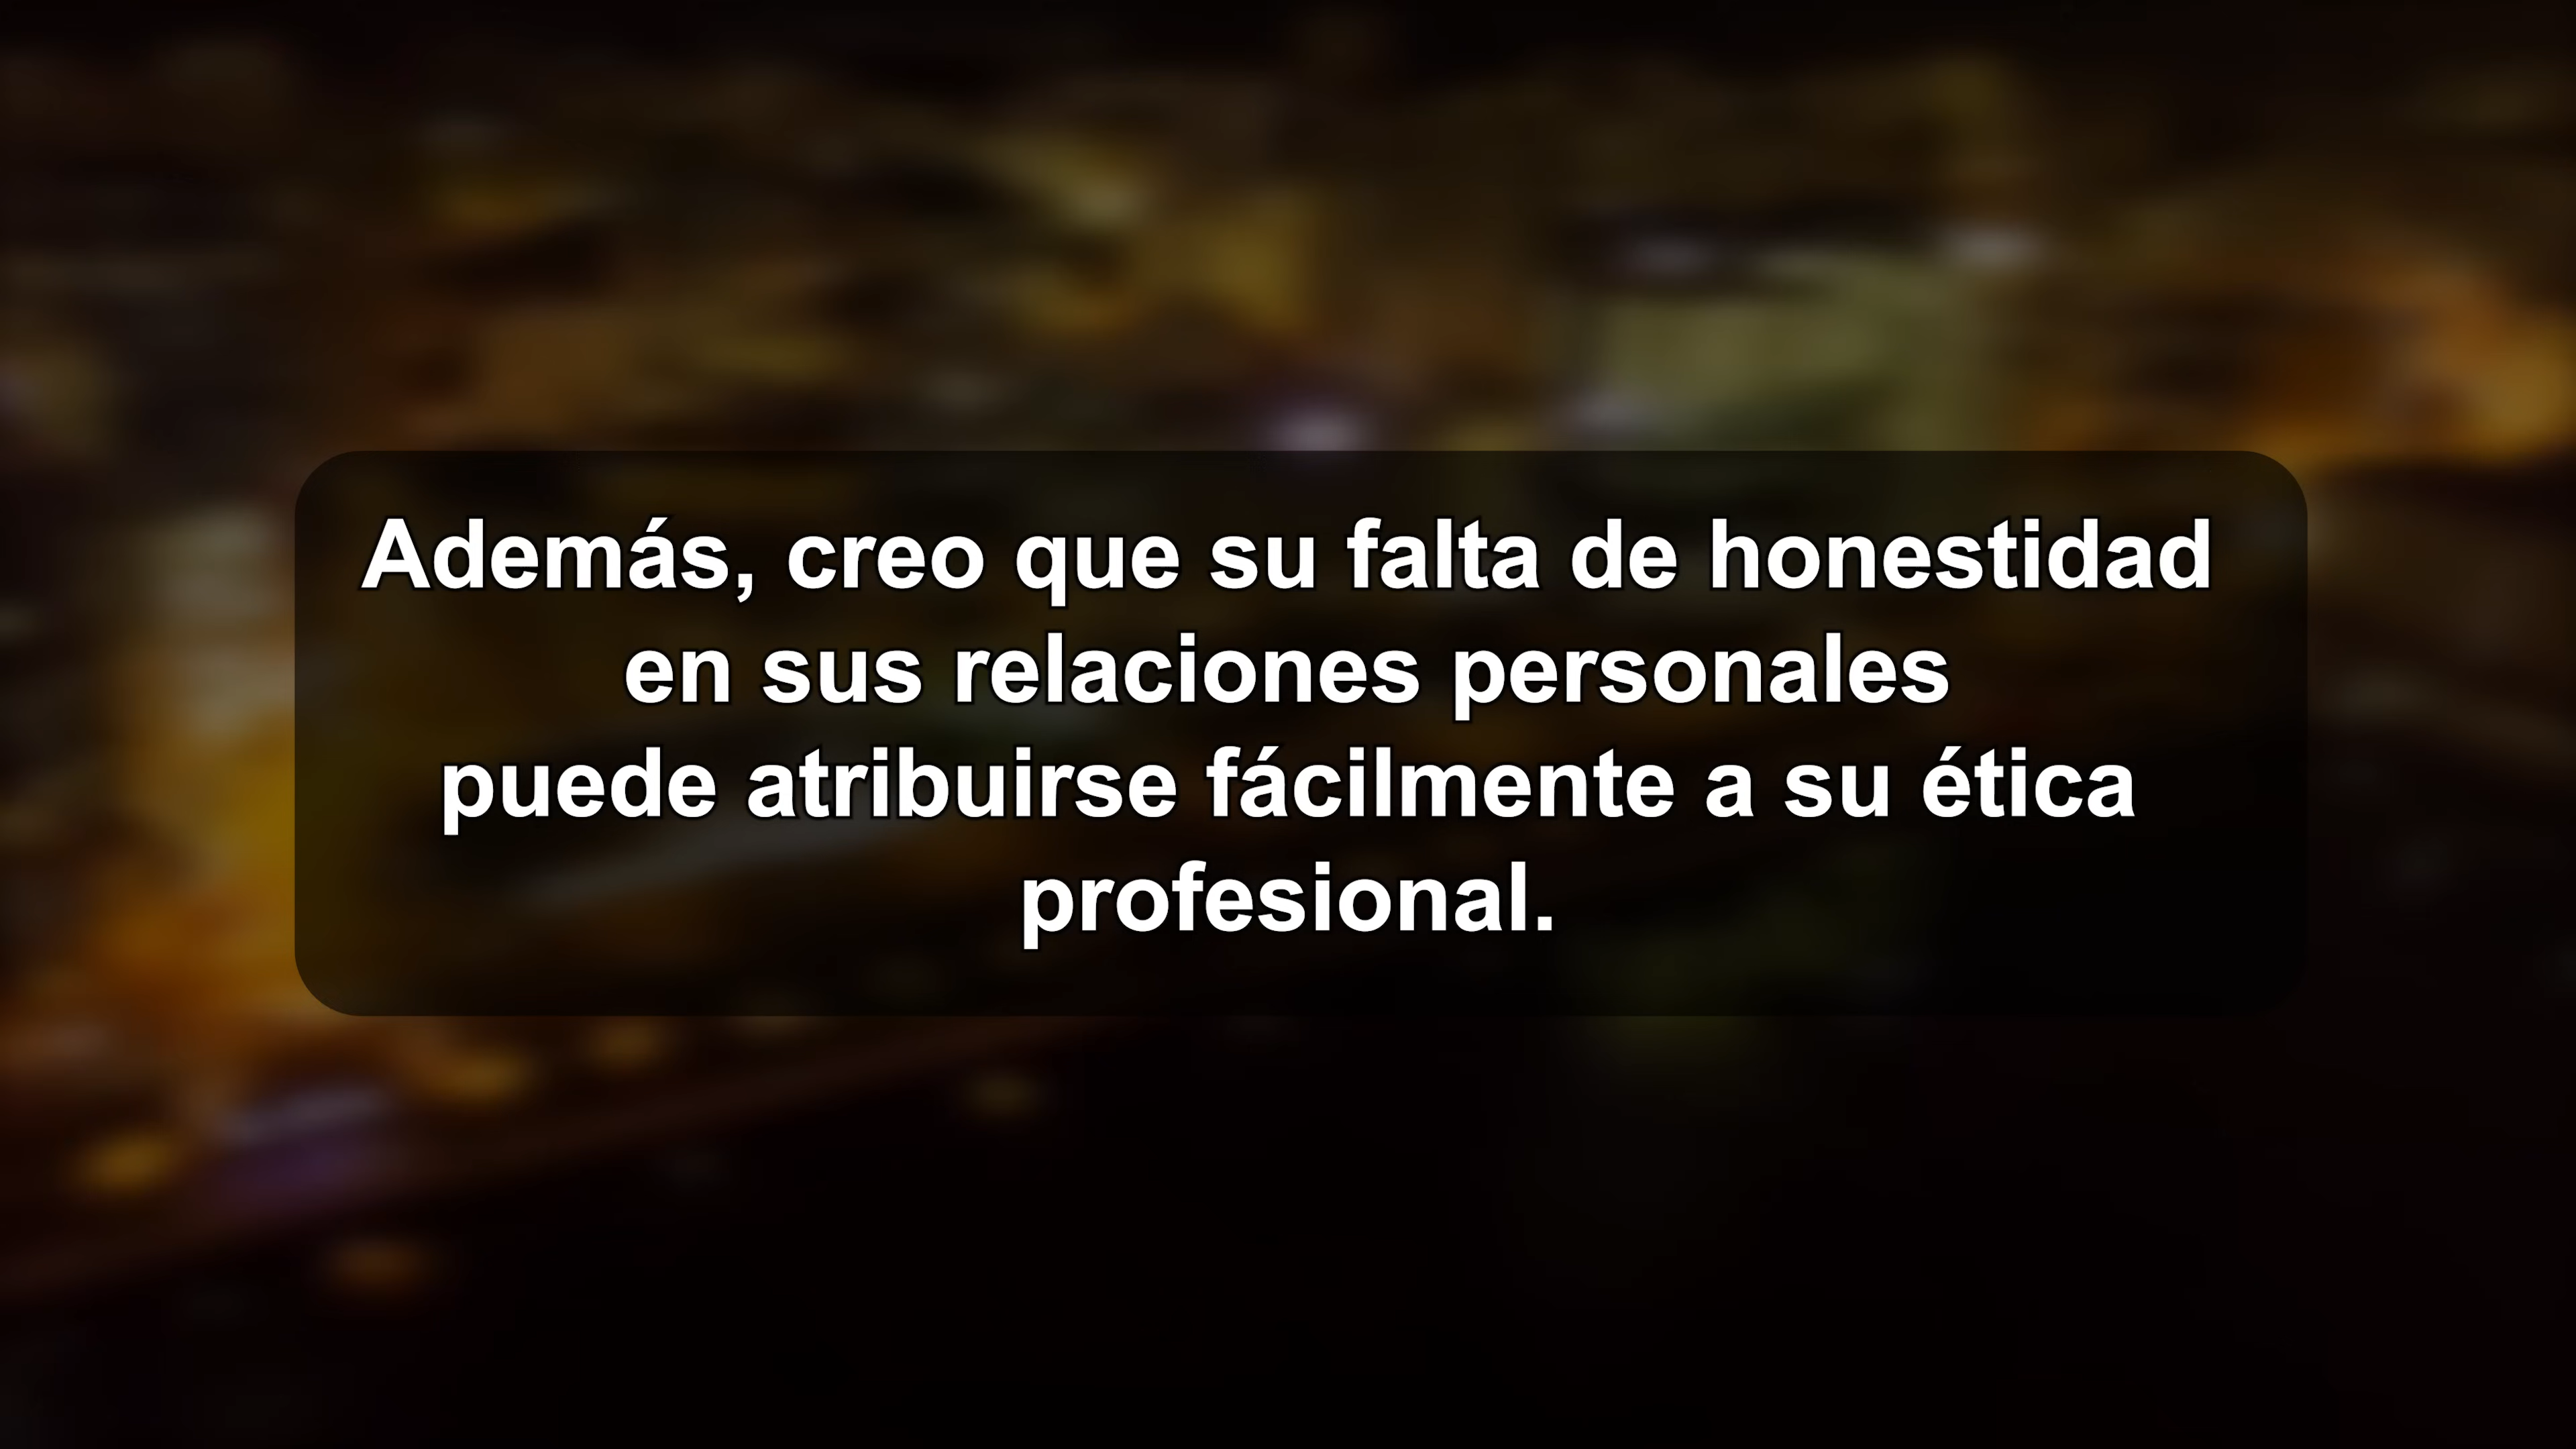 Además, creo que su falta de honestidad
en sus relaciones personales
puede atribuirse fácilmente a su ética
profesional.